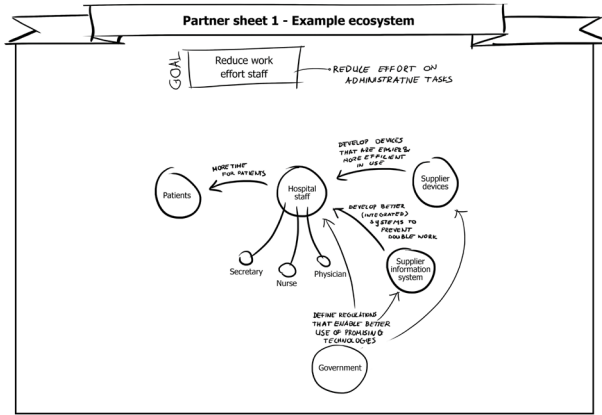 Partner sheet 1 - Example ecosystem
GOAL
Reduce work
effort staff
REDUCE EFFORT ON
ADMINISTRATIVE TASKS
DEVELOP DEVICES
THAT ARE EASIER &
MORE EFFICIENT
IN USE
MORE TIME
FOR PATIENTS
Patients
Hospital
staff
Supplier
devices
DEVELOP BETTER
(INTEGRATED)
SYSTEMS TO
PREVENT
DOUBLE WORK
Secretary
Nurse
Physician
Supplier
information
system
DEFINE REGULATIONS
THAT ENABLE BETTER
USE OF PROMISING
TECHNOLOGIES
Government